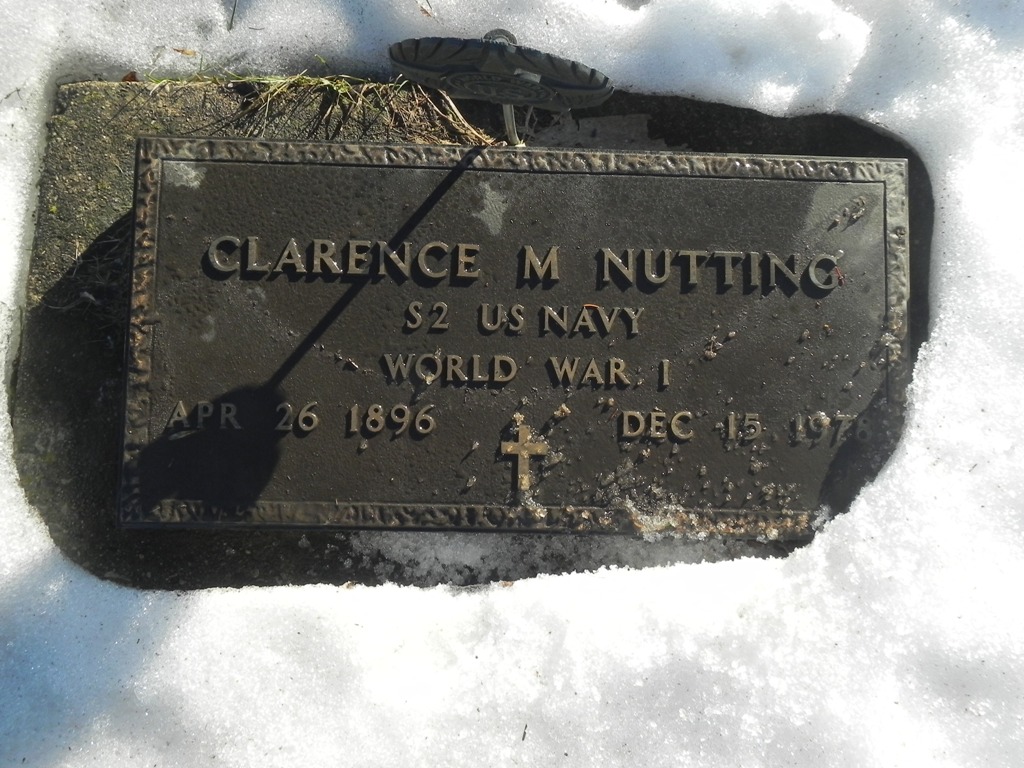 CLARENCE M NUTTING
S2 US NAVY
WORLD WAR I
APR 26 1896 DEC 15 1978